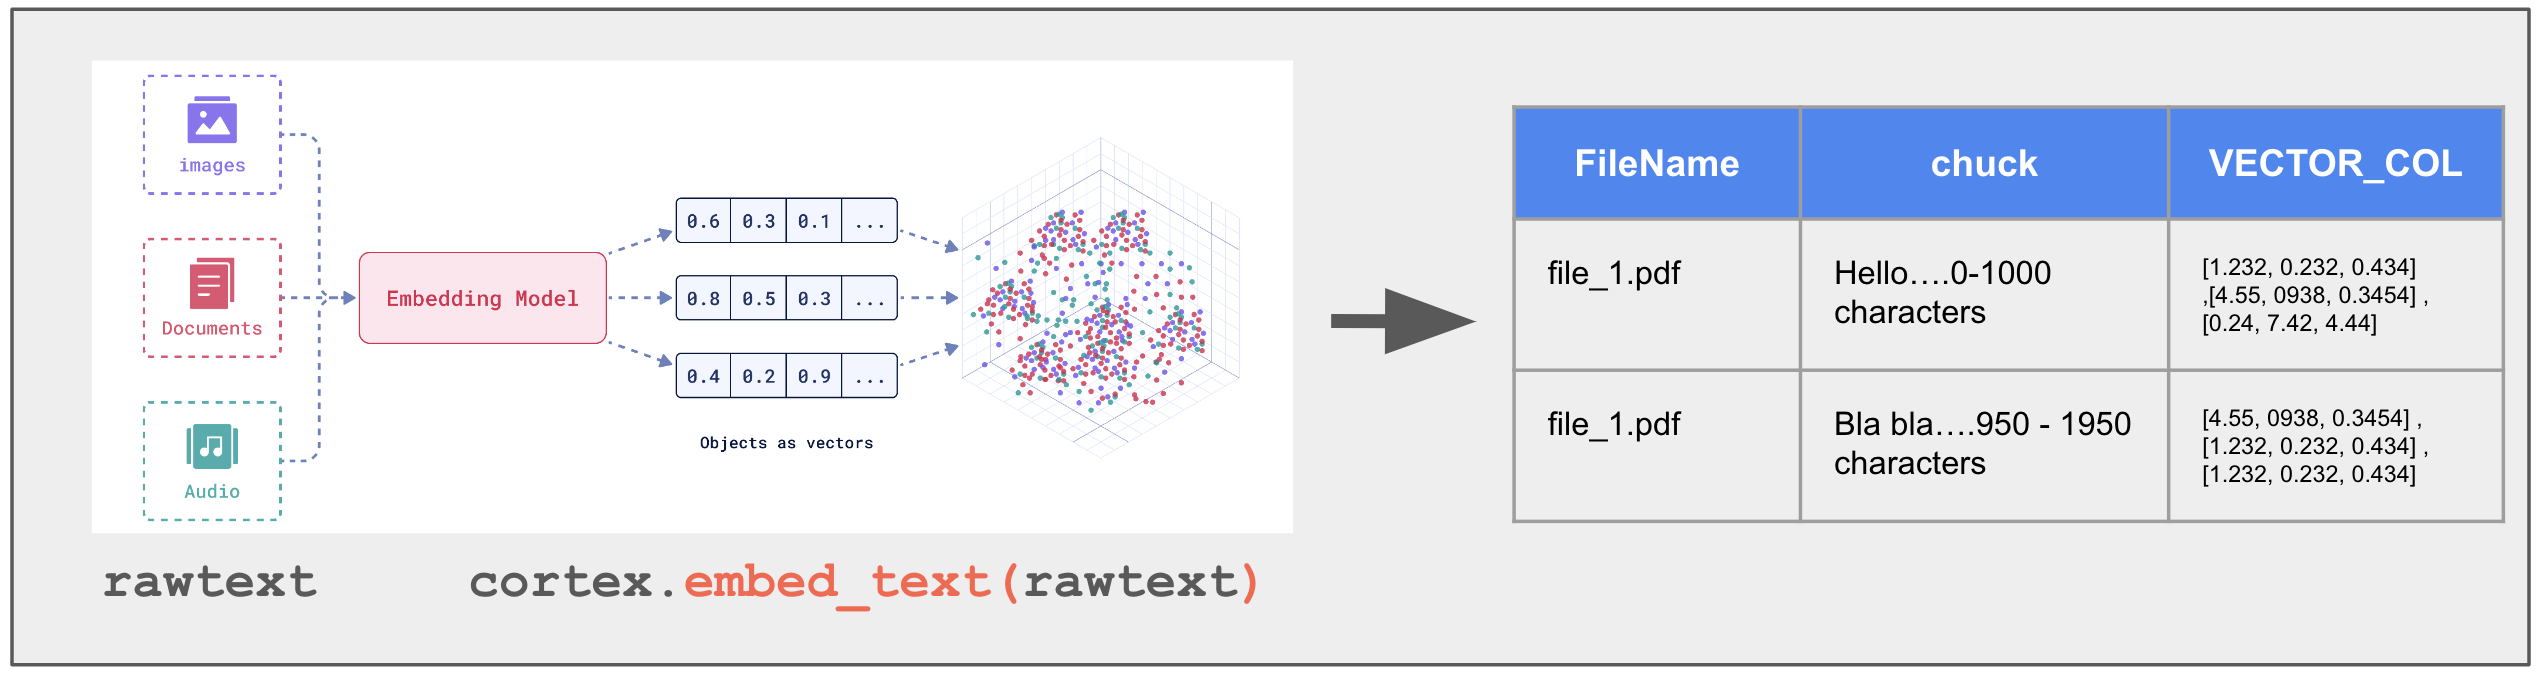 images
Documents
Audio
Embedding Model
0.6 0.3 0.1 ...
0.8 0.5 0.3 ...
0.4 0.2 0.9 ...
Objects as vectors
rawtext
cortex.embed_text(rawtext)
FileName chuck VECTOR_COL
file_1.pdf
Hello....0-1000
characters
[1.232, 0.232, 0.434]
,[4.55, 0938, 0.3454] ,
[0.24, 7.42, 4.44]
file_1.pdf
Bla bla....950 - 1950
characters
[4.55, 0938, 0.3454] ,
[1.232, 0.232, 0.434] ,
[1.232, 0.232, 0.434]